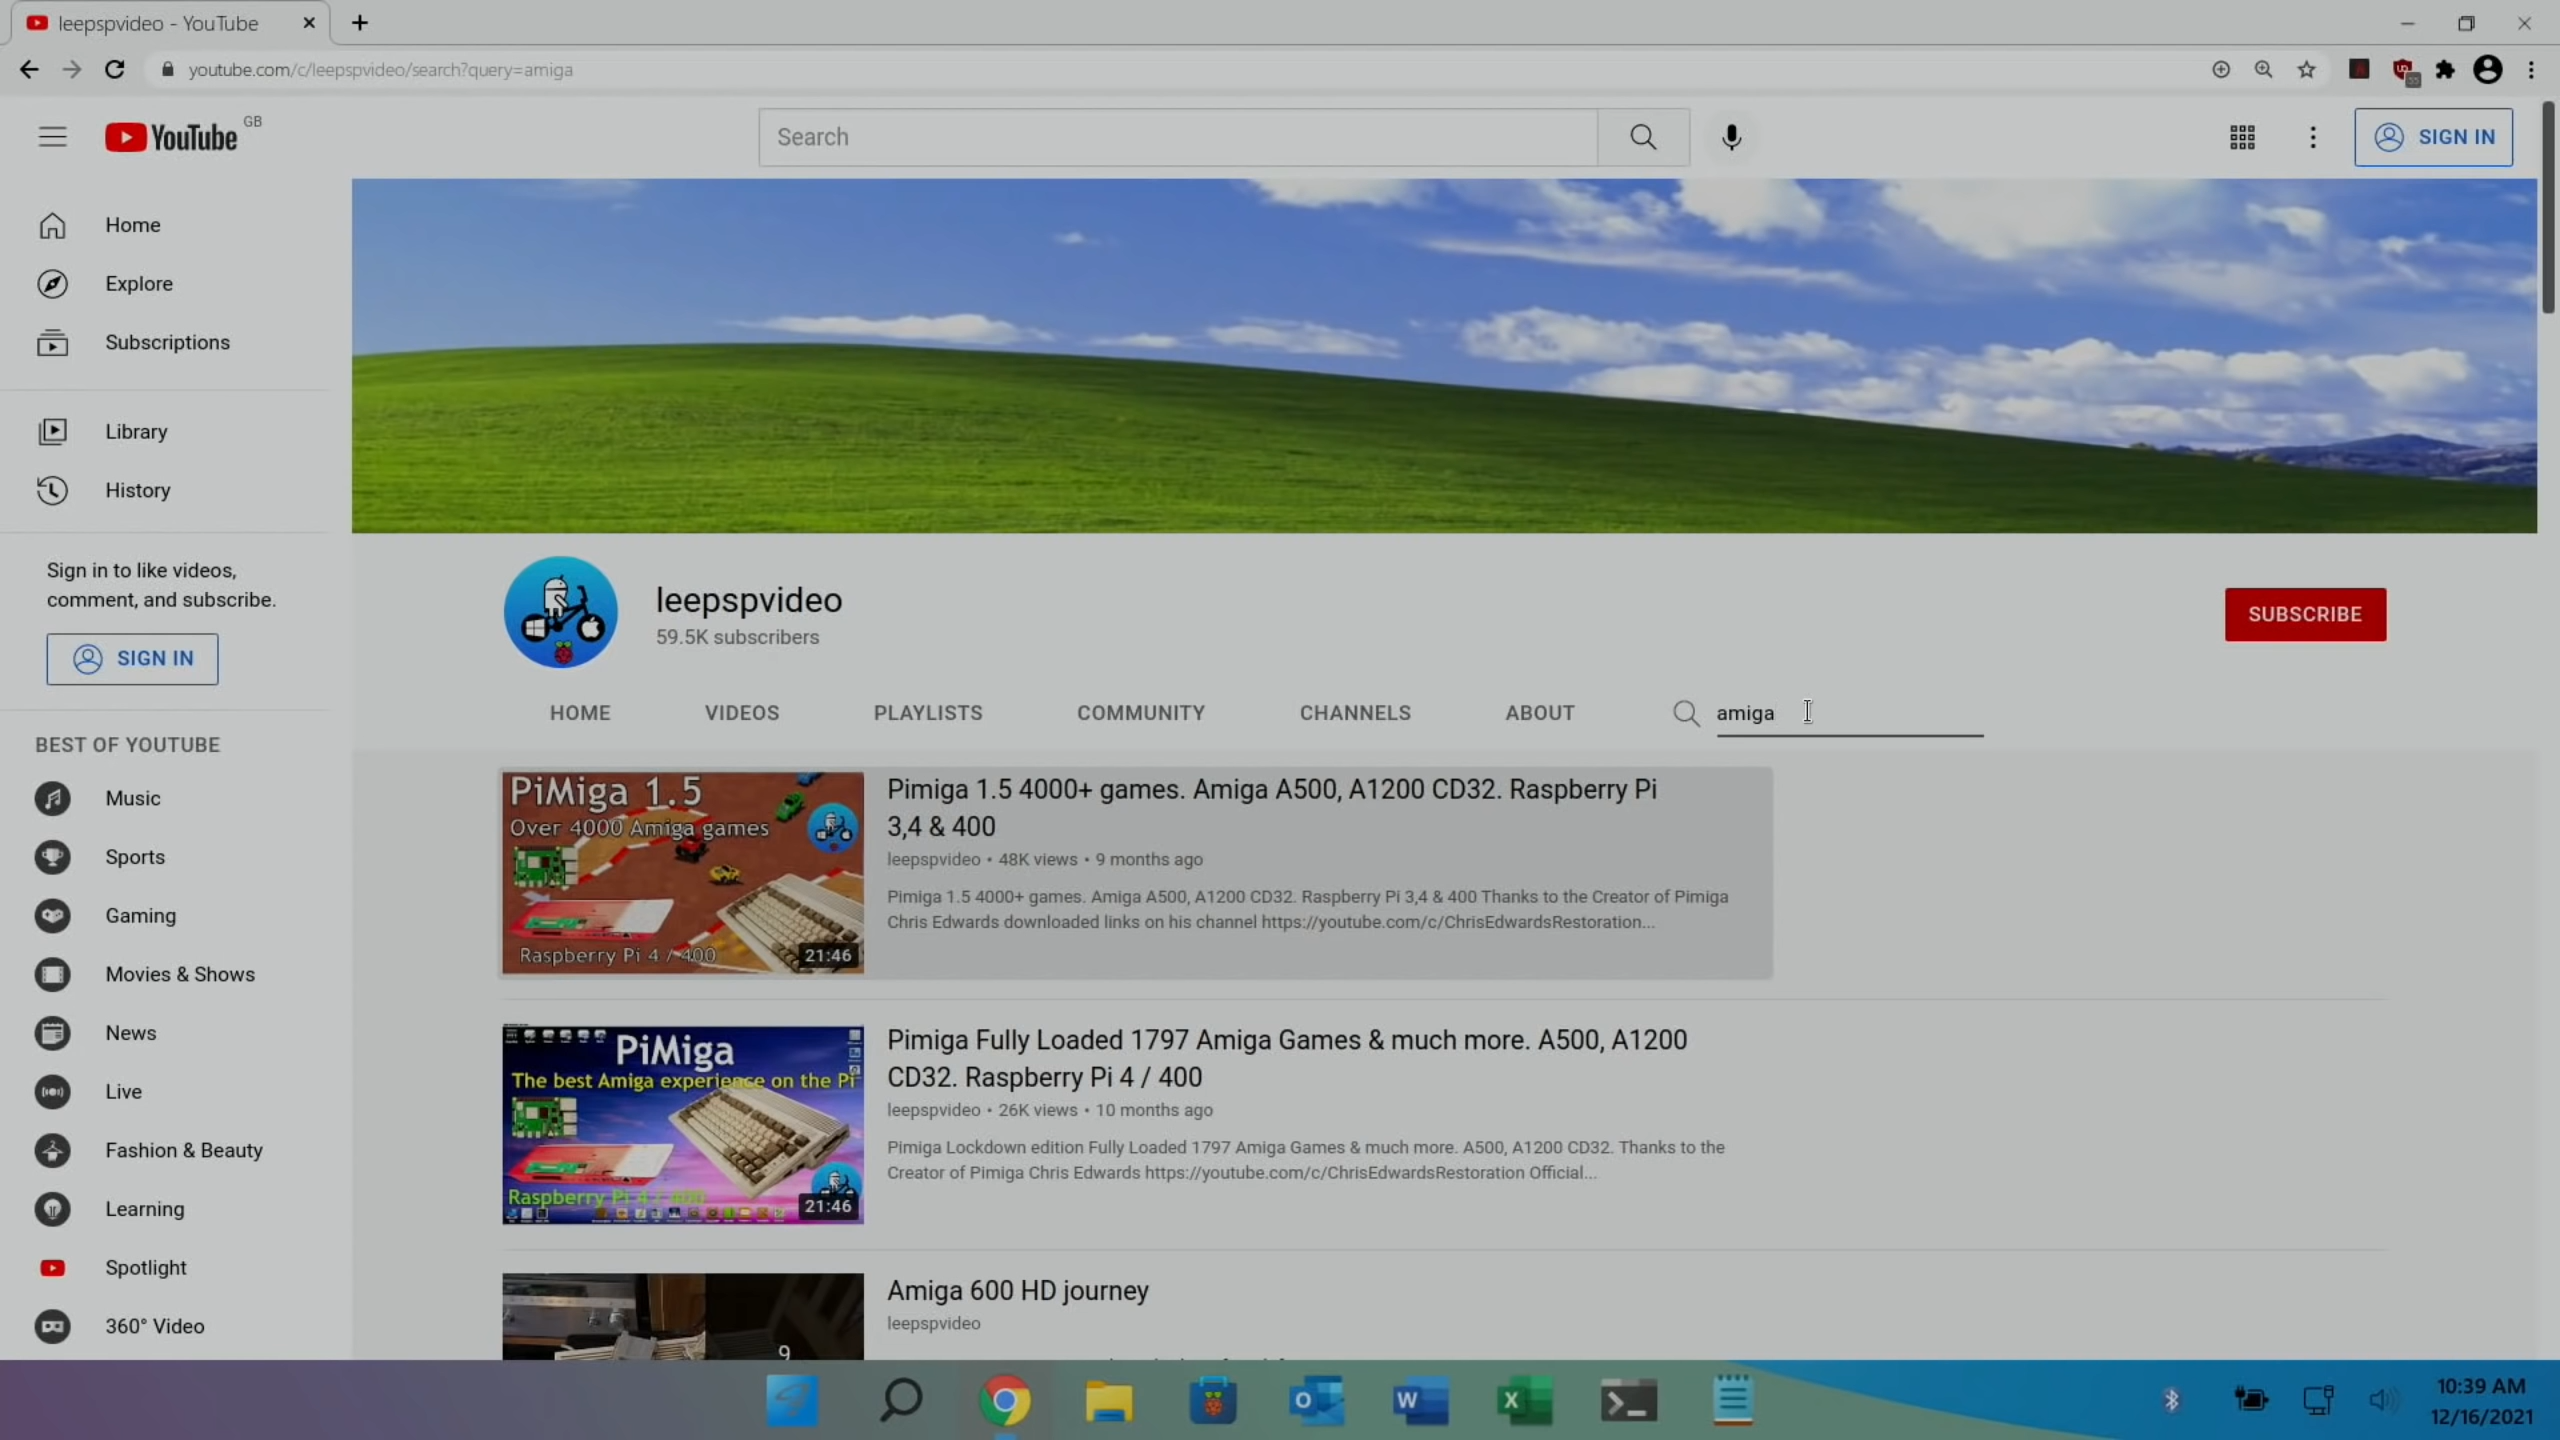 leepspvideo - YouTube
youtube.com/c/leepspvideo/search?query=amiga
YouTube GB
Search
SIGN IN
Home
Explore
Subscriptions
Library
History
Sign in to like videos,
comment, and subscribe.
SIGN IN
BEST OF YOUTUBE
Music
Sports
Gaming
Movies & Shows
News
Live
Fashion & Beauty
Learning
Spotlight
360° Video
leepspvideo
59.5K subscribers
SUBSCRIBE
HOME VIDEOS PLAYLISTS COMMUNITY CHANNELS ABOUT amiga
PiMiga 1.5
Over 4000 Amiga games
Raspberry Pi 4 / 400
21:46
Pimiga 1.5 4000+ games. Amiga A500, A1200 CD32. Raspberry Pi
3,4 & 400
leepspvideo • 48K views • 9 months ago
Pimiga 1.5 4000+ games. Amiga A500, A1200 CD32. Raspberry Pi 3,4 & 400 Thanks to the Creator of Pimiga
Chris Edwards downloaded links on his channel https://youtube.com/c/ChrisEdwardsRestoration...
PiMiga
The best Amiga experience on the Pi
Raspberry Pi 4 / 400
21:46
Pimiga Fully Loaded 1797 Amiga Games & much more. A500, A1200
CD32. Raspberry Pi 4 / 400
leepspvideo • 26K views • 10 months ago
Pimiga Lockdown edition Fully Loaded 1797 Amiga Games & much more. A500, A1200 CD32. Thanks to the
Creator of Pimiga Chris Edwards https://youtube.com/c/ChrisEdwardsRestoration Official...
9
Amiga 600 HD journey
leepspvideo
10:39 AM
12/16/2021